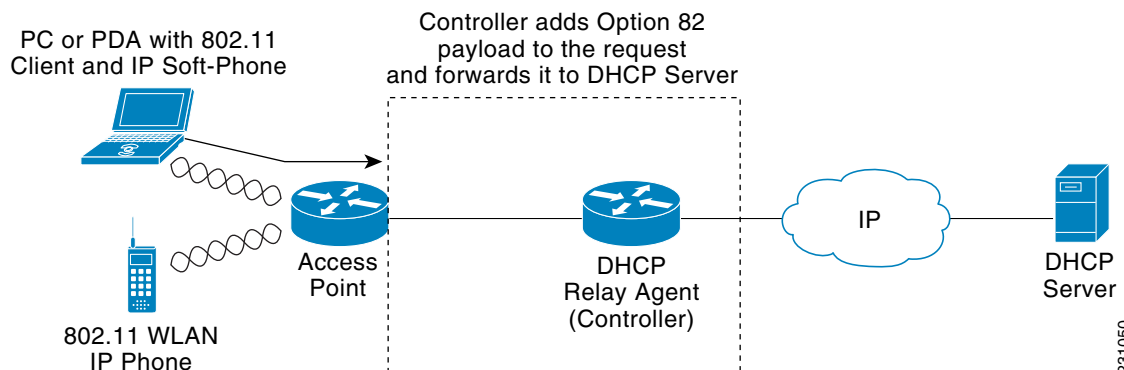 Controller adds Option 82
payload to the request
and forwards it to DHCP Server
PC or PDA with 802.11
Client and IP Soft-Phone
Access
Point
DHCP
Relay Agent
(Controller)
IP
DHCP
Server
802.11 WLAN
IP Phone
231050